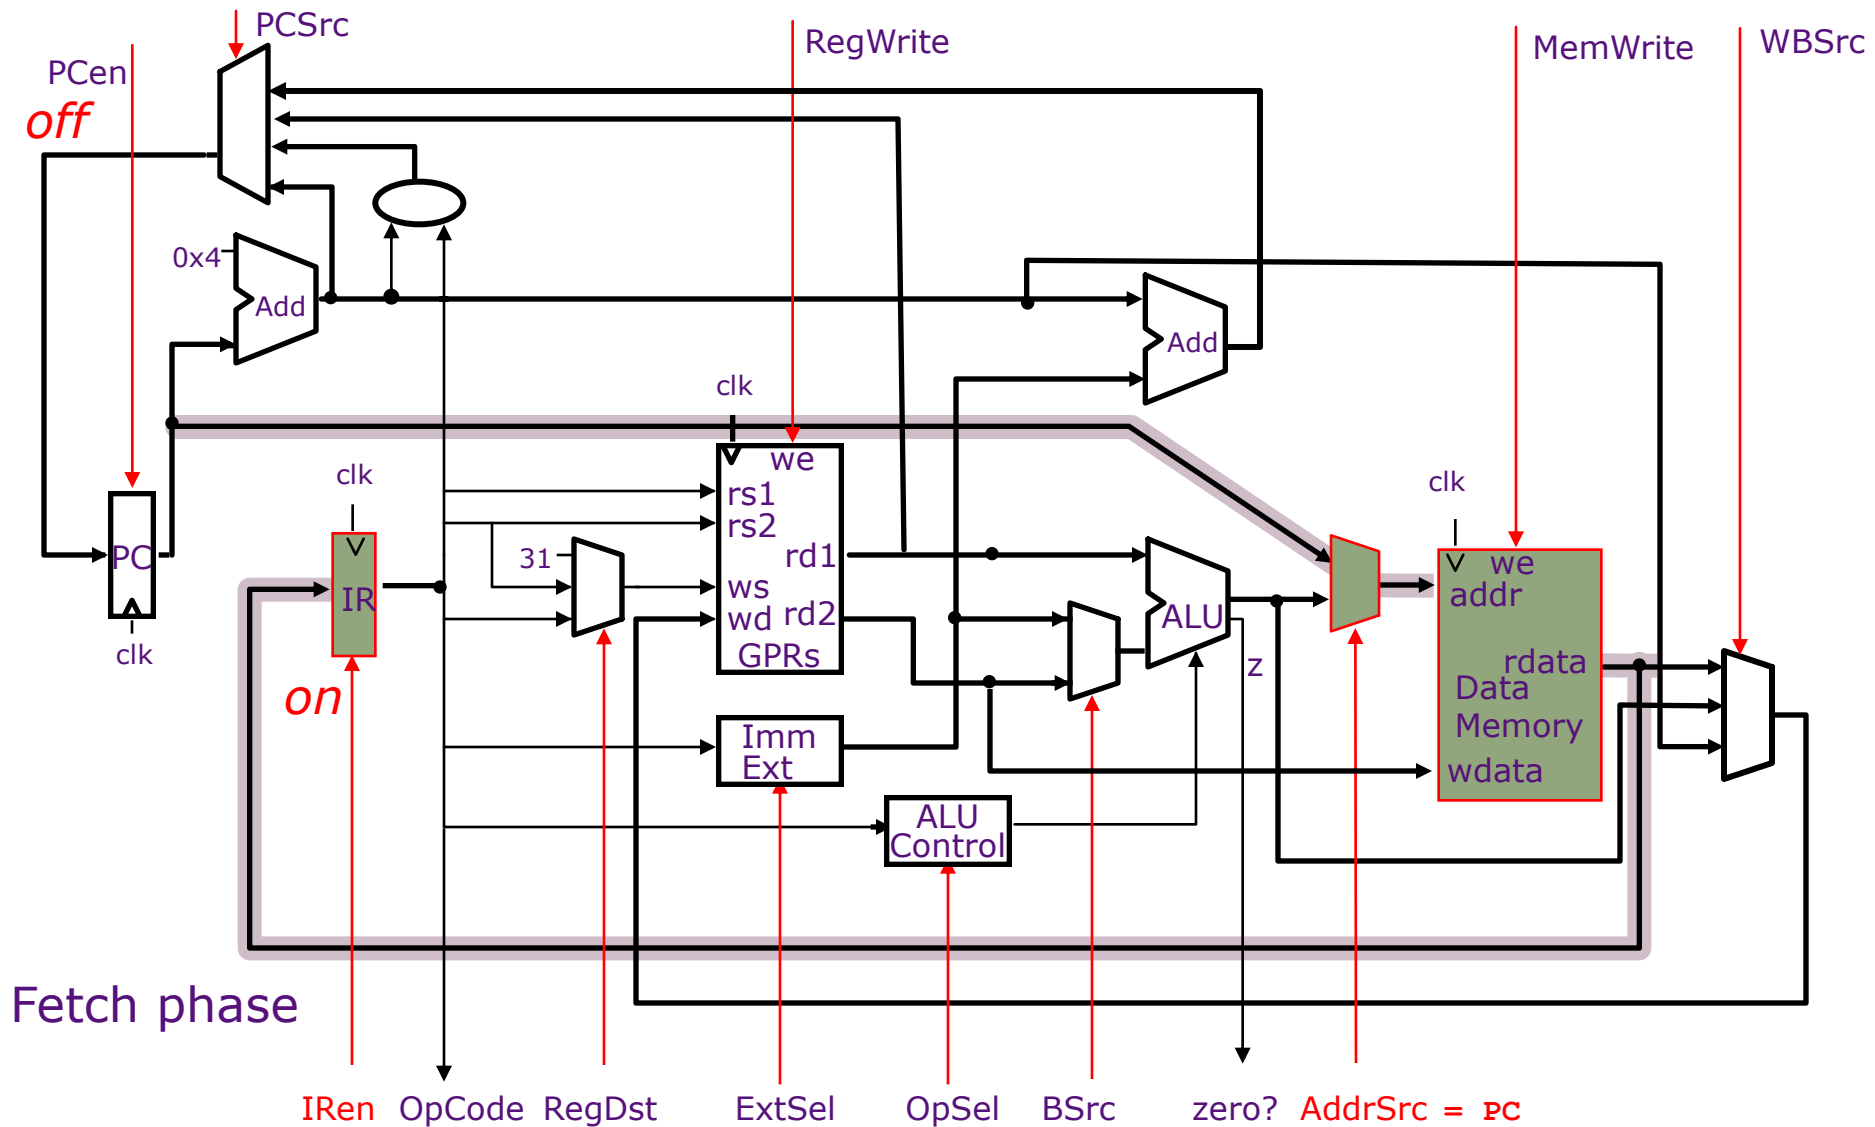 PCSrc
RegWrite
MemWrite
WBSrc
PCen
off
0x4
Add
Add
clk
clk
clk
we
rs1
rs2
rd1
31
ws
wd
rd2
GPRs
PC
clk
IR
on
ALU
z
we
addr
rdata
Data
Memory
wdata
Imm
Ext
ALU
Control
Fetch phase
IRen OpCode RegDst ExtSel OpSel BSrc zero? AddrSrc = PC